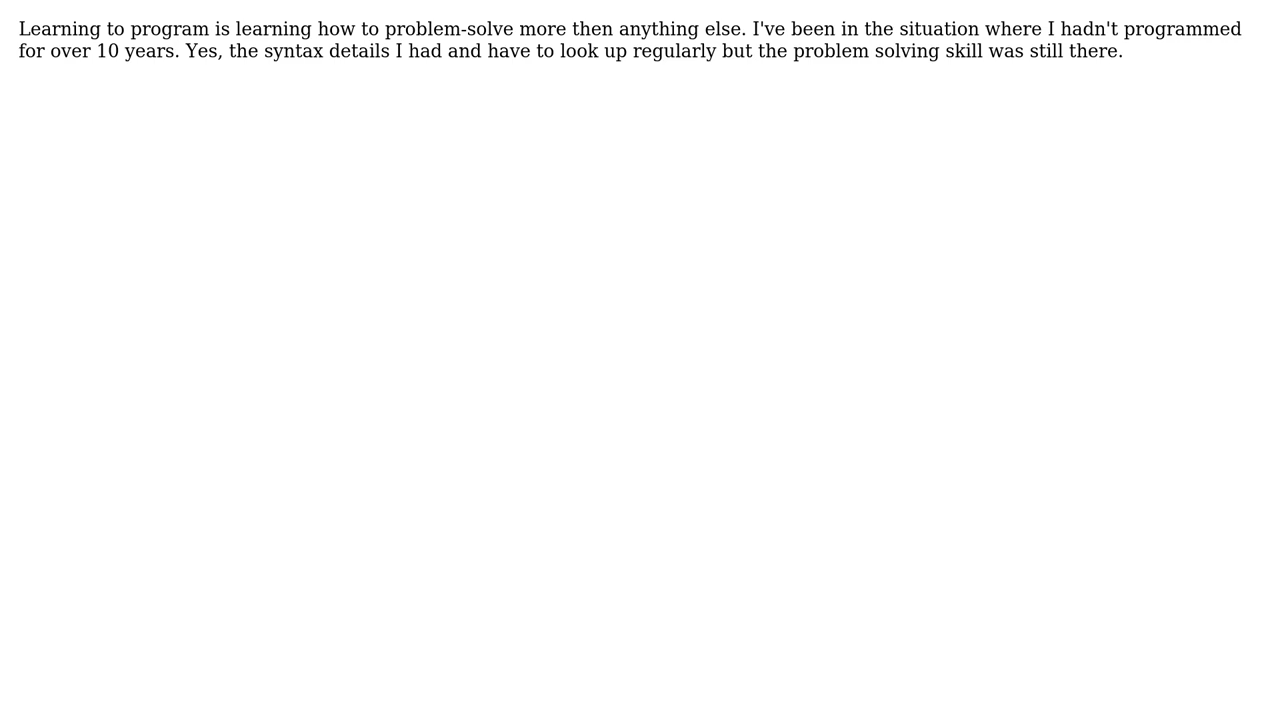 Learning to program is learning how to problem-solve more then anything else. I've been in the situation where I hadn't programmed
for over 10 years. Yes, the syntax details I had and have to look up regularly but the problem solving skill was still there.